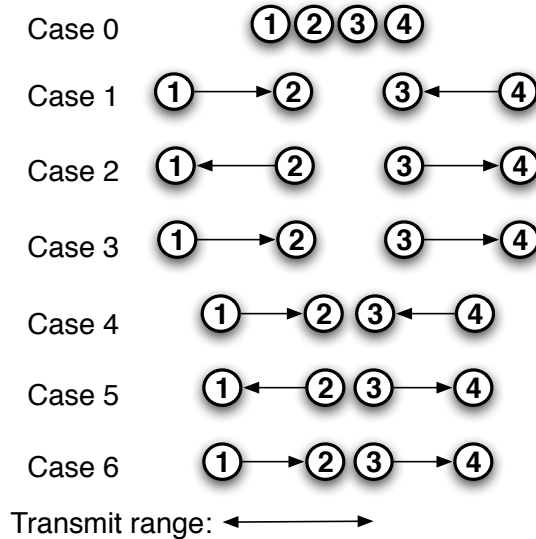 Case 0 1 2 3 4
Case 1 1 2 3 4
Case 2 1 2 3 4
Case 3 1 2 3 4
Case 4 1 2 3 4
Case 5 1 2 3 4
Case 6 1 2 3 4
Transmit range: